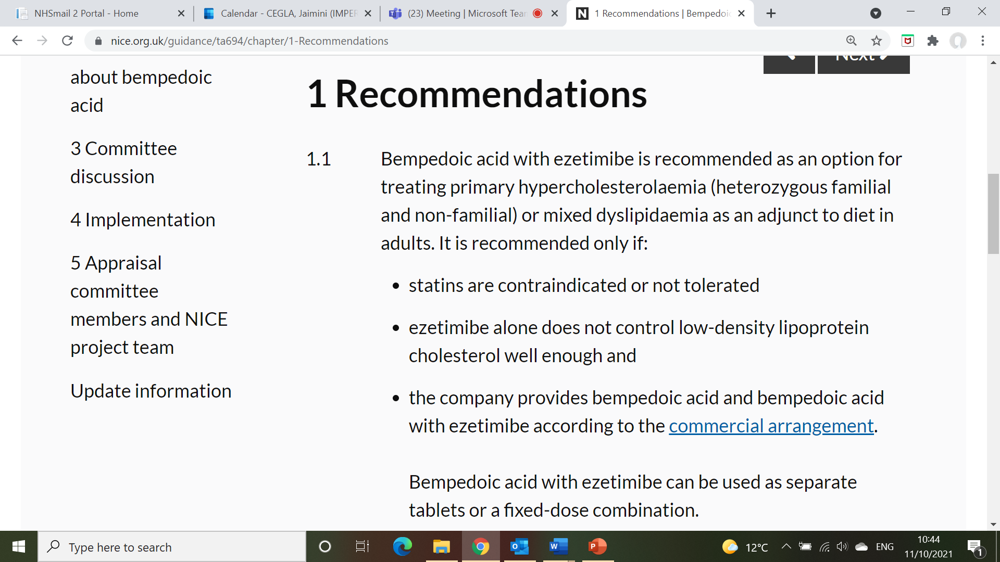 NHSmail 2 Portal - Home
Calendar - CEGLA, Jaimini (IMPER
(23) Meeting | Microsoft Tear
N
1 Recommendations | Bempedoic
nice.org.uk/guidance/ta694/chapter/1-Recommendations
Next
about bempedoic
acid
3 Committee
discussion
4 Implementation
5 Appraisal
committee
members and NICE
project team
Update information
1 Recommendations
1.1
Bempedoic acid with ezetimibe is recommended as an option for
treating primary hypercholesterolaemia (heterozygous familial
and non-familial) or mixed dyslipidaemia as an adjunct to diet in
adults. It is recommended only if:
• statins are contraindicated or not tolerated
• ezetimibe alone does not control low-density lipoprotein
cholesterol well enough and
• the company provides bempedoic acid and bempedoic acid
with ezetimibe according to the commercial arrangement.
Bempedoic acid with ezetimibe can be used as separate
tablets or a fixed-dose combination.
Type here to search
12°C
ENG
10:44
11/10/2021
1